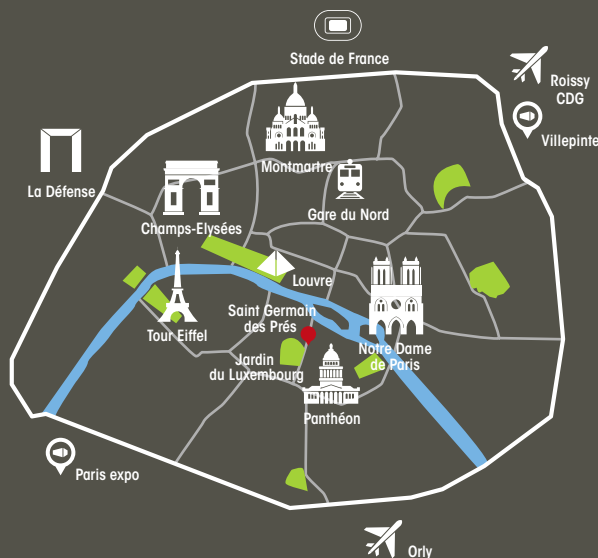 Stade de France
Roissy
CDG
Villepinte
La Défense
Montmartre
Champs-Elysées
Gare du Nord
Louvre
Tour Eiffel
Saint Germain
des Prés
Notre Dame
de Paris
Jardin
du Luxembourg
Panthéon
Paris expo
Orly